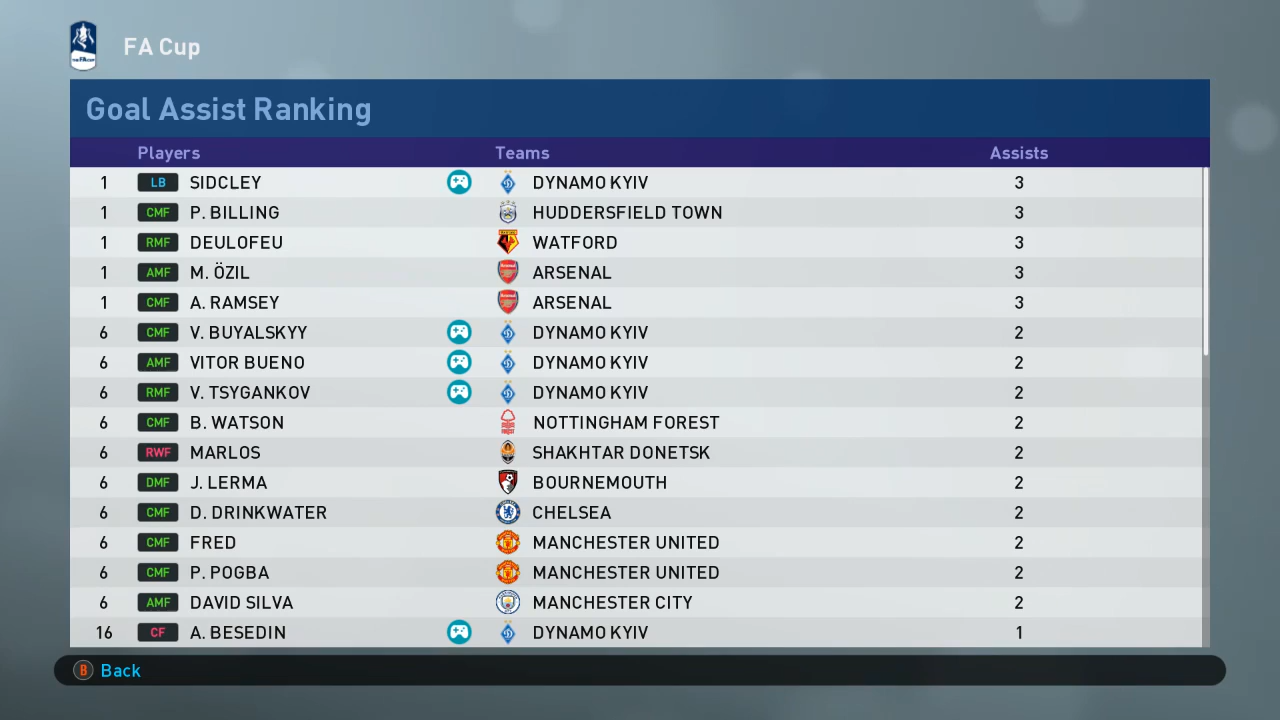 FA Cup
Goal Assist Ranking
Players Teams Assists
1 LB SIDCLEY DYNAMO KYIV 3
1 CMF P. BILLING HUDDERSFIELD TOWN 3
1 RMF DEULOFEU WATFORD 3
1 AMF M. ÖZIL ARSENAL 3
1 CMF A. RAMSEY ARSENAL 3
6 CMF V. BUYALSKYY DYNAMO KYIV 2
6 AMF VITOR BUENO DYNAMO KYIV 2
6 RMF V. TSYGANKOV DYNAMO KYIV 2
6 CMF B. WATSON NOTTINGHAM FOREST 2
6 RWF MARLOS SHAKHTAR DONETSK 2
6 DMF J. LERMA BOURNEMOUTH 2
6 CMF D. DRINKWATER CHELSEA 2
6 CMF FRED MANCHESTER UNITED 2
6 CMF P. POGBA MANCHESTER UNITED 2
6 AMF DAVID SILVA MANCHESTER CITY 2
16 CF A. BESEDIN DYNAMO KYIV 1
B Back